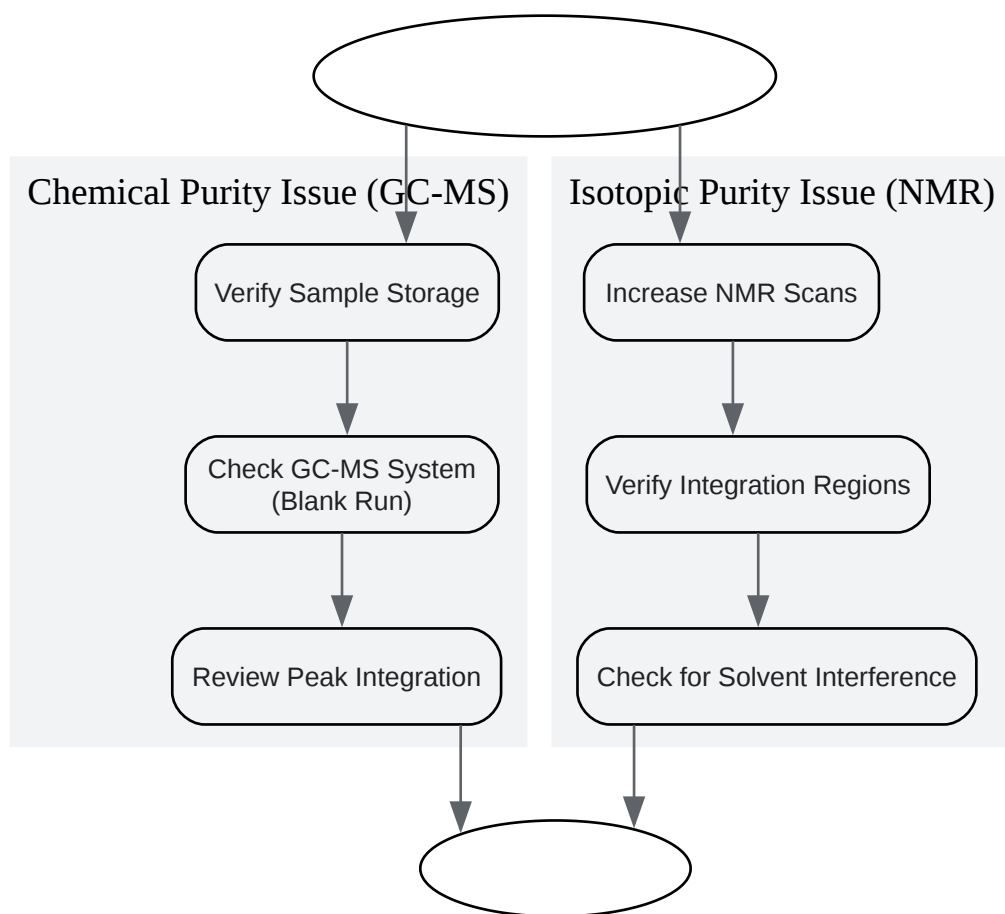 Chemical Purity Issue (GC-MS)
Verify Sample Storage
Check GC-MS System
(Blank Run)
Review Peak Integration
Isotopic Purity Issue (NMR)
Increase NMR Scans
Verify Integration Regions
Check for Solvent Interference